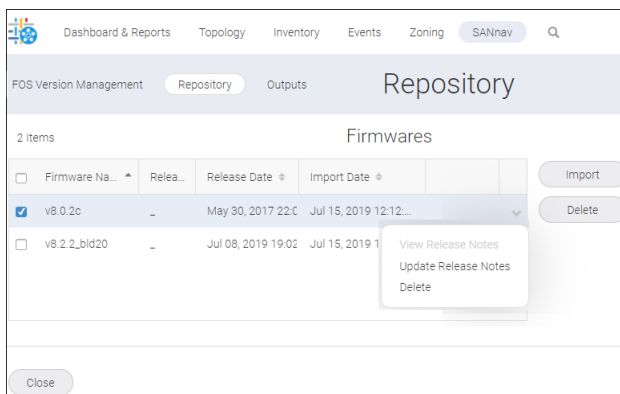 Dashboard & Reports Topology Inventory Events Zoning SANnav
FOS Version Management Repository Outputs Repository
2 Items Firmwares
Firmware Na... Relea... Release Date Import Date
Import
v8.0.2c _ May 30, 2017 22:0 Jul 15, 2019 12:12:...
Delete
v8.2.2_bld20 _ Jul 08, 2019 19:02 Jul 15, 2019 1
View Release Notes
Update Release Notes
Delete
Close